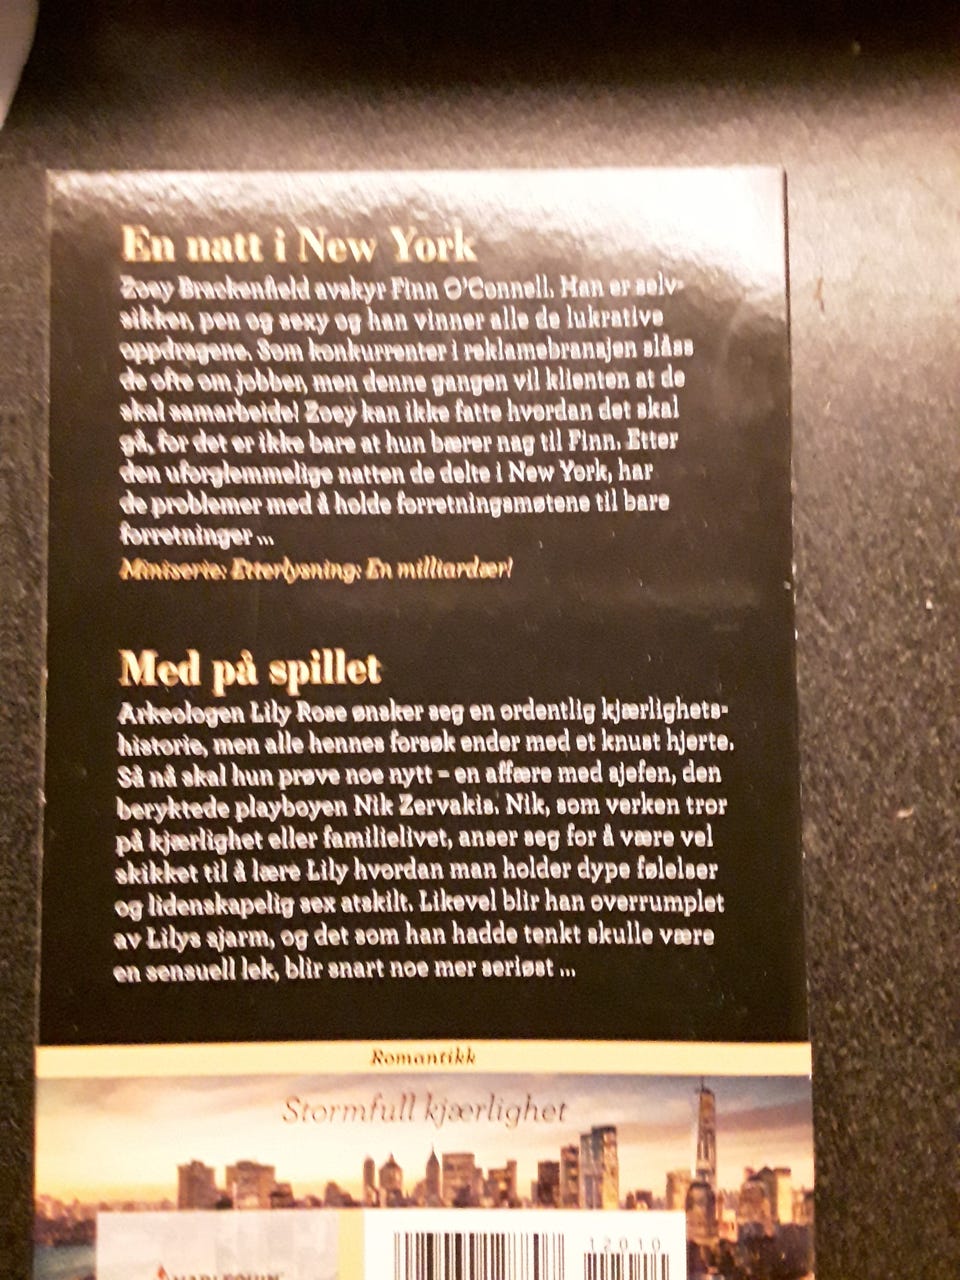 En natt i New York
Zoey Brackenfield avskyr Finn O'Connell. Han er selv-
sikker, pen og sexy og han vinner alle de lukrative
oppdragene. Som konkurrenter i reklamebransjen slåss
de ofte om jobber, men denne gangen vil klienten at de
skal samarbeide! Zoey kan ikke fatte hvordan det skal
gå, for det er ikke bare at hun bærer nag til Finn. Etter
den uforglemmelige natten de delte i New York, har
de problemer med å holde forretningsmøtene til bare
forretninger ...
Miniserie: Etterlysning: En milliardær!
Med på spillet
Arkeologen Lily Rose ønsker seg en ordentlig kjærlighets-
historie, men alle hennes forsøk ender med et knust hjerte.
Så nå skal hun prøve noe nytt – en affære med sjefen, den
beryktede playboyen Nik Zervakis. Nik, som verken tror
på kjærlighet eller familielivet, anser seg for å være vel
skikket til å lære Lily hvordan man holder dype følelser
og lidenskapelig sex atskilt. Likevel blir han overrumplet
av Lilys sjarm, og det som han hadde tenkt skulle være
en sensuell lek, blir snart noe mer seriøst ...
Romantikk
Stormfull kjærlighet
12010
HARLEQUIN